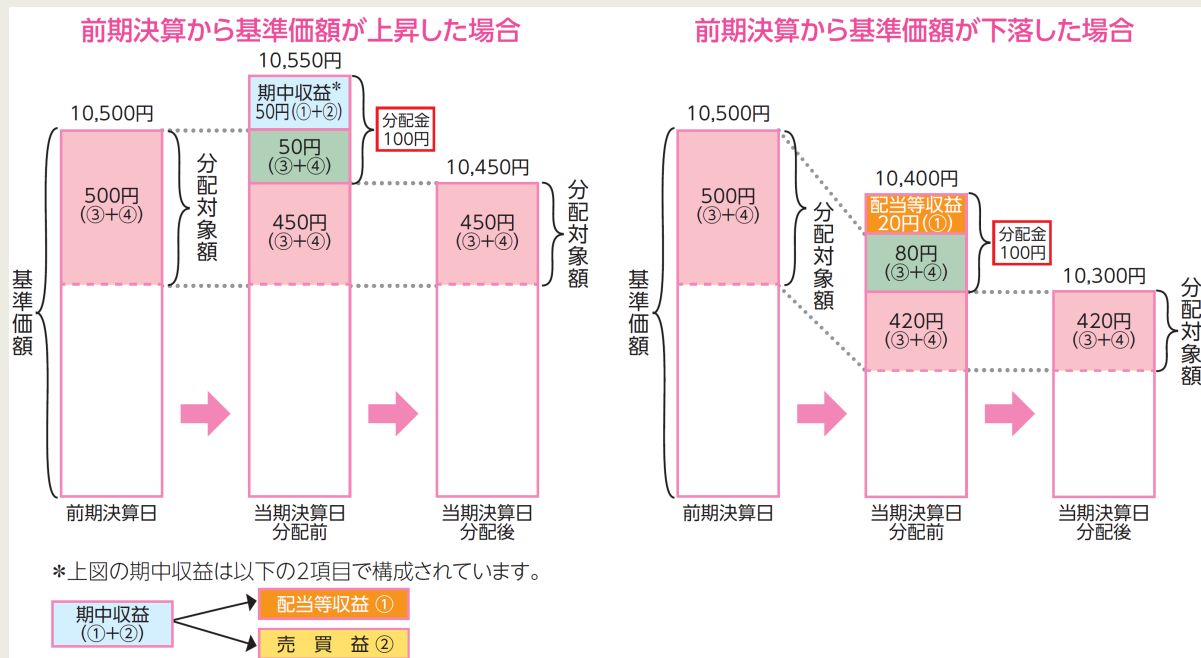 前期決算から基準価額が上昇した場合
10,500円
500円
(③+④)
分配対象額
基準価額
前期決算日
10,550円
期中収益*
50円(①+②)
50円
(③+④)
450円
(③+④)
分配金
100円
当期決算日
分配前
10,450円
450円
(③+④)
分配対象額
当期決算日
分配後
*上図の期中収益は以下の2項目で構成されています。
期中収益
(①+②)
配当等収益 ①
売 買 益 ②
前期決算から基準価額が下落した場合
10,500円
500円
(③+④)
分配対象額
基準価額
前期決算日
10,400円
配当等収益
20円(①)
80円
(③+④)
420円
(③+④)
分配金
100円
当期決算日
分配前
10,300円
420円
(③+④)
分配対象額
当期決算日
分配後